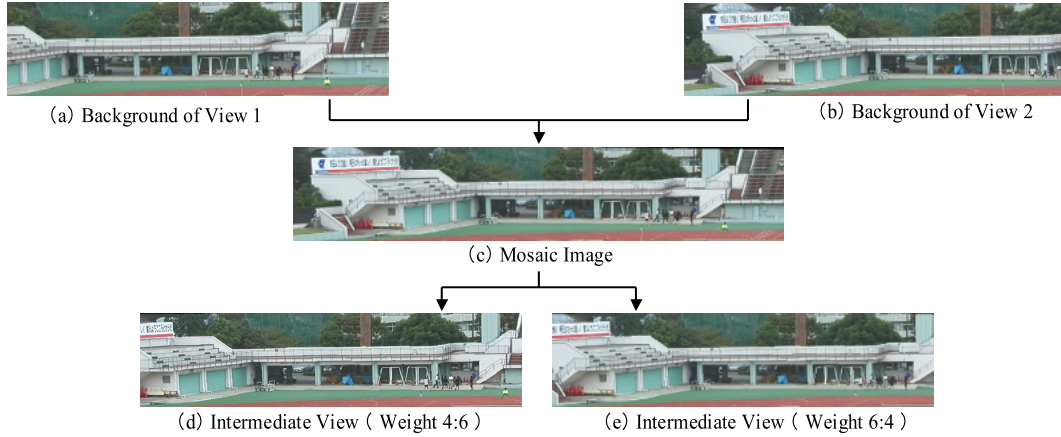 (a) Background of View 1
(b) Background of View 2
(c) Mosaic Image
(d) Intermediate View ( Weight 4:6 )
(e) Intermediate View ( Weight 6:4 )